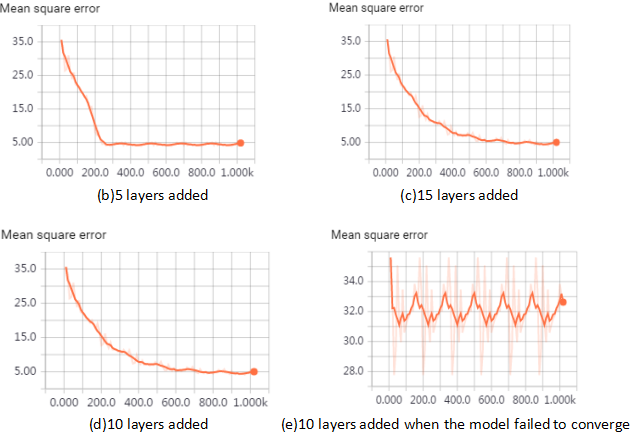 Mean square error
35.0
25.0
15.0
5.00
0.000 200.0 400.0 600.0 800.0 1.000k
(b)5 layers added
Mean square error
35.0
25.0
15.0
5.00
0.000 200.0 400.0 600.0 800.0 1.000k
(c)15 layers added
Mean square error
35.0
25.0
15.0
5.00
0.000 200.0 400.0 600.0 800.0 1.000k
(d)10 layers added
Mean square error
34.0
32.0
30.0
28.0
0.000 200.0 400.0 600.0 800.0 1.000k
(e)10 layers added when the model failed to converge